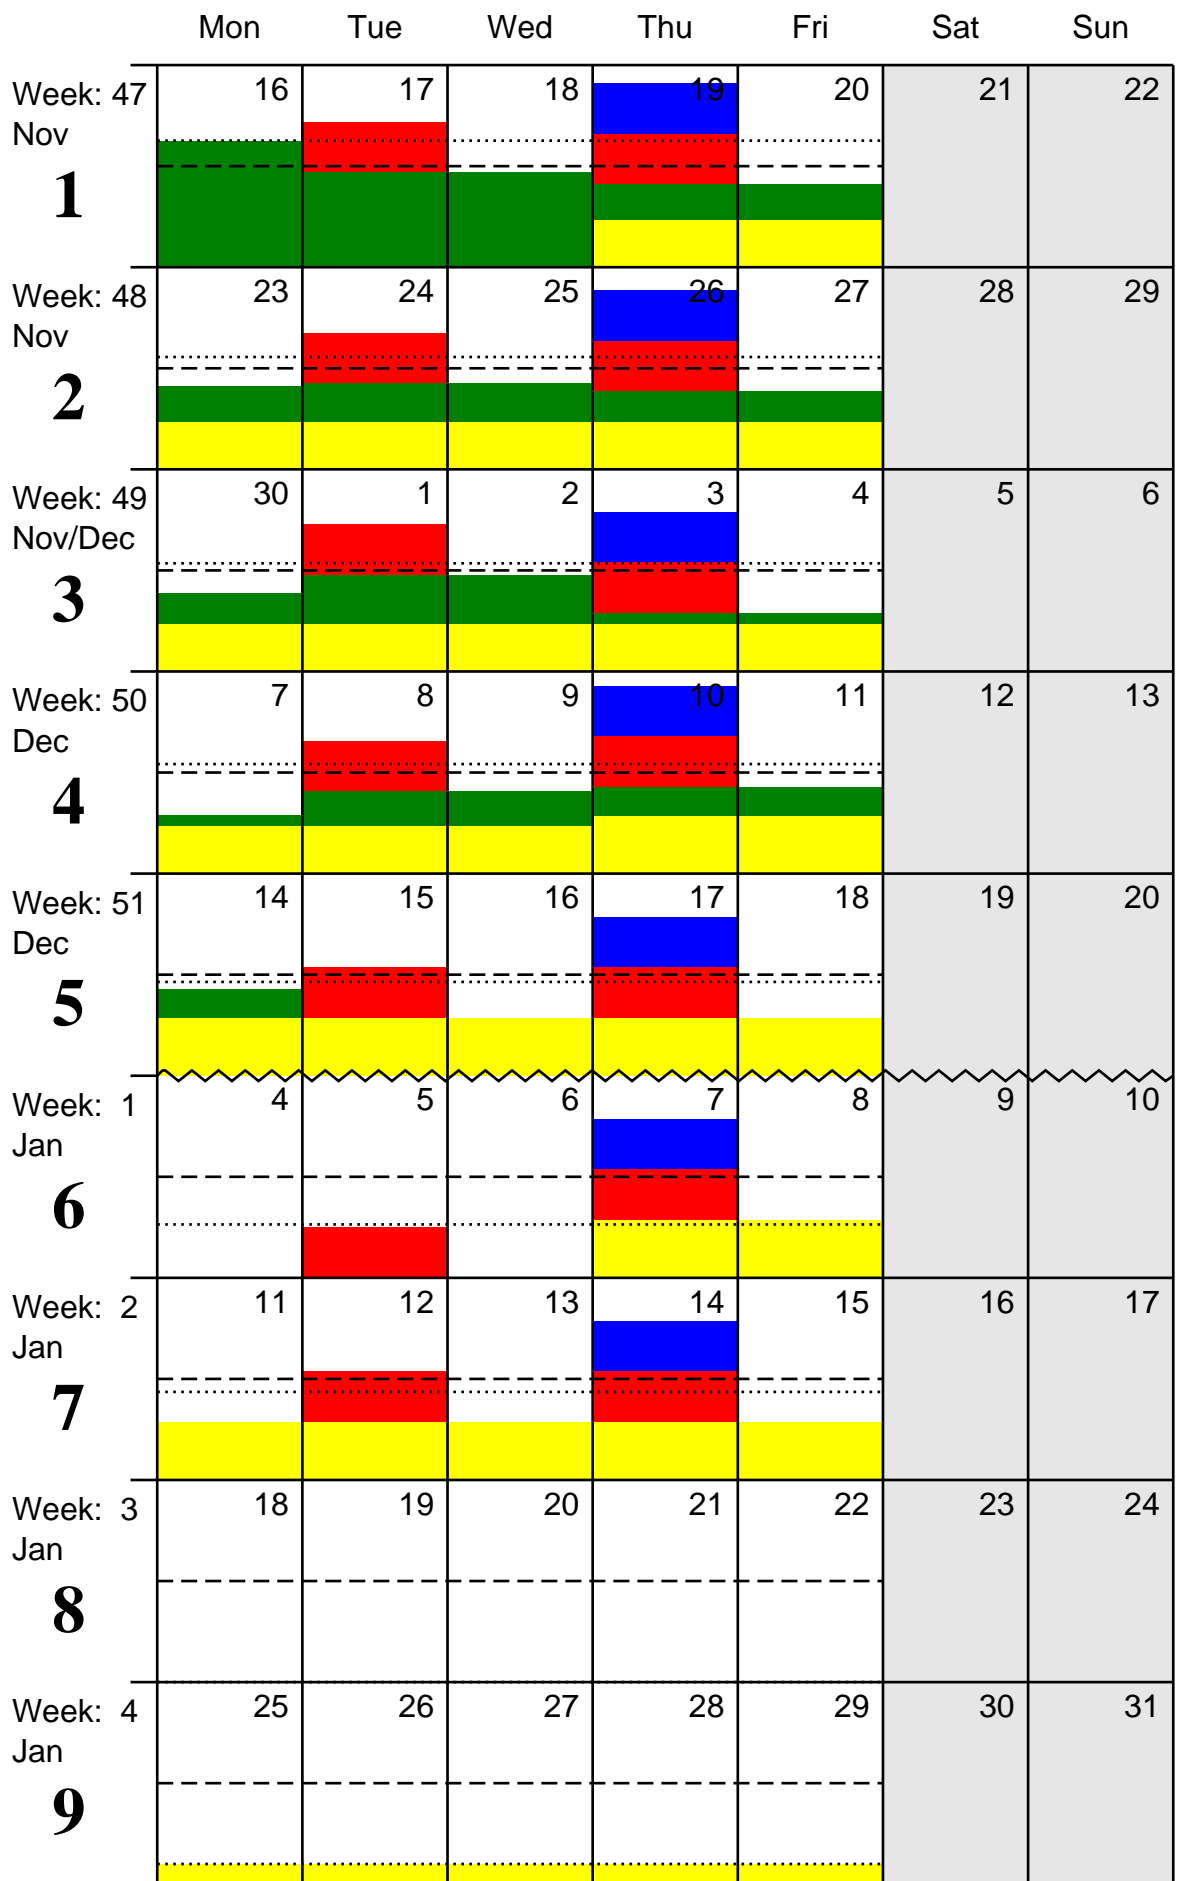 Mon Tue Wed Thu Fri Sat Sun
Week: 47 16 17 18 19 20 21 22
Nov
1
Week: 48 23 24 25 26 27 28 29
Nov
2
Week: 49 30 1 2 3 4 5 6
Nov/Dec
3
Week: 50 7 8 9 10 11 12 13
Dec
4
Week: 51 14 15 16 17 18 19 20
Dec
5
Week: 1 4 5 6 7 8 9 10
Jan
6
Week: 2 11 12 13 14 15 16 17
Jan
7
Week: 3 18 19 20 21 22 23 24
Jan
8
Week: 4 25 26 27 28 29 30 31
Jan
9